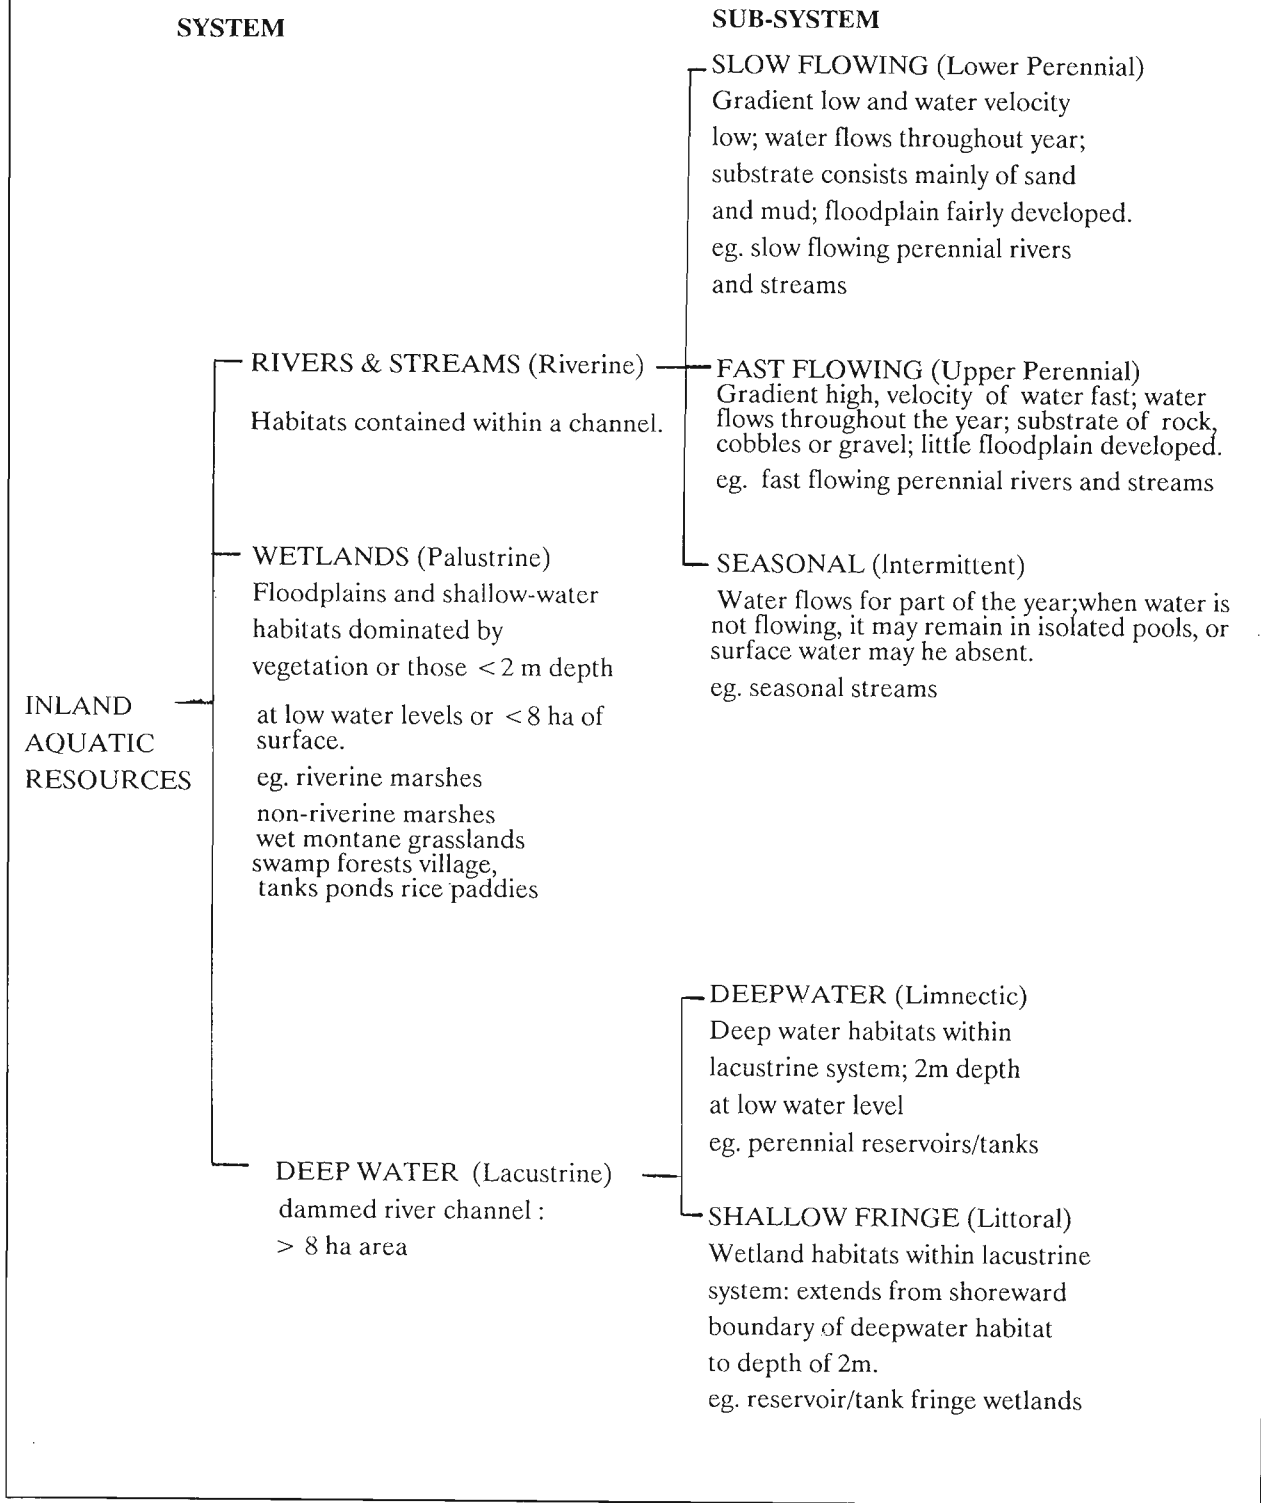 SYSTEM
SUB-SYSTEM
SLOW FLOWING (Lower Perennial)
Gradient low and water velocity
low; water flows throughout year;
substrate consists mainly of sand
and mud; floodplain fairly developed.
eg. slow flowing perennial rivers
and streams
RIVERS & STREAMS (Riverine)
Habitats contained within a channel.
FAST FLOWING (Upper Perennial)
Gradient high, velocity of water fast; water
flows throughout the year; substrate of rock,
cobbles or gravel; little floodplain developed.
eg. fast flowing perennial rivers and streams
SEASONAL (Intermittent)
Water flows for part of the year;when water is
not flowing, it may remain in isolated pools, or
surface water may he absent.
eg. seasonal streams
WETLANDS (Palustrine)
Floodplains and shallow-water
habitats dominated by
vegetation or those < 2 m depth
at low water levels or < 8 ha of
surface.
eg. riverine marshes
non-riverine marshes
wet montane grasslands
swamp forests village,
tanks ponds rice paddies
INLAND
AQUATIC
RESOURCES
DEEP WATER (Lacustrine)
dammed river channel :
> 8 ha area
DEEPWATER (Limnectic)
Deep water habitats within
lacustrine system; 2m depth
at low water level
eg. perennial reservoirs/tanks
SHALLOW FRINGE (Littoral)
Wetland habitats within lacustrine
system: extends from shoreward
boundary of deepwater habitat
to depth of 2m.
eg. reservoir/tank fringe wetlands